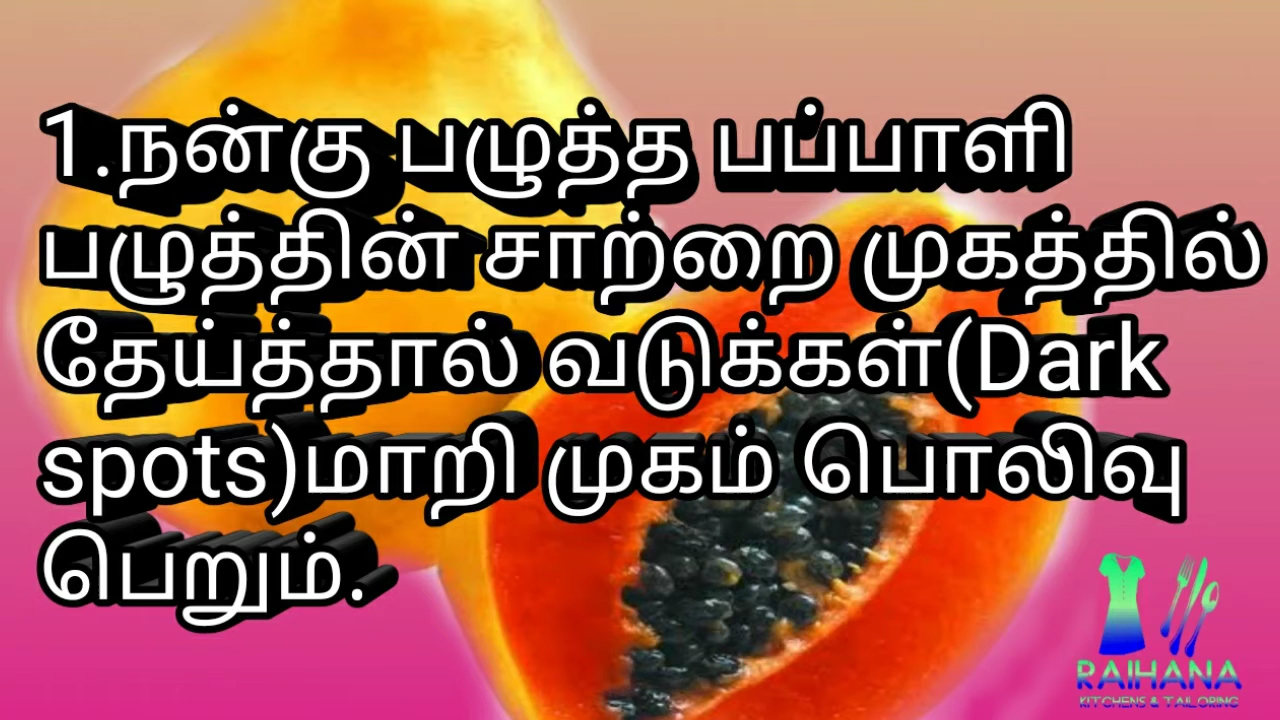 1.நன்கு பழுத்த பப்பாளி
பழுத்தின் சாற்றை முகத்தில்
தேய்த்தால் வடுக்கள்(Dark
spots)மாறி முகம் பொலிவு
பெறும்.
RAIHANA
KITCHENS & TAILORING